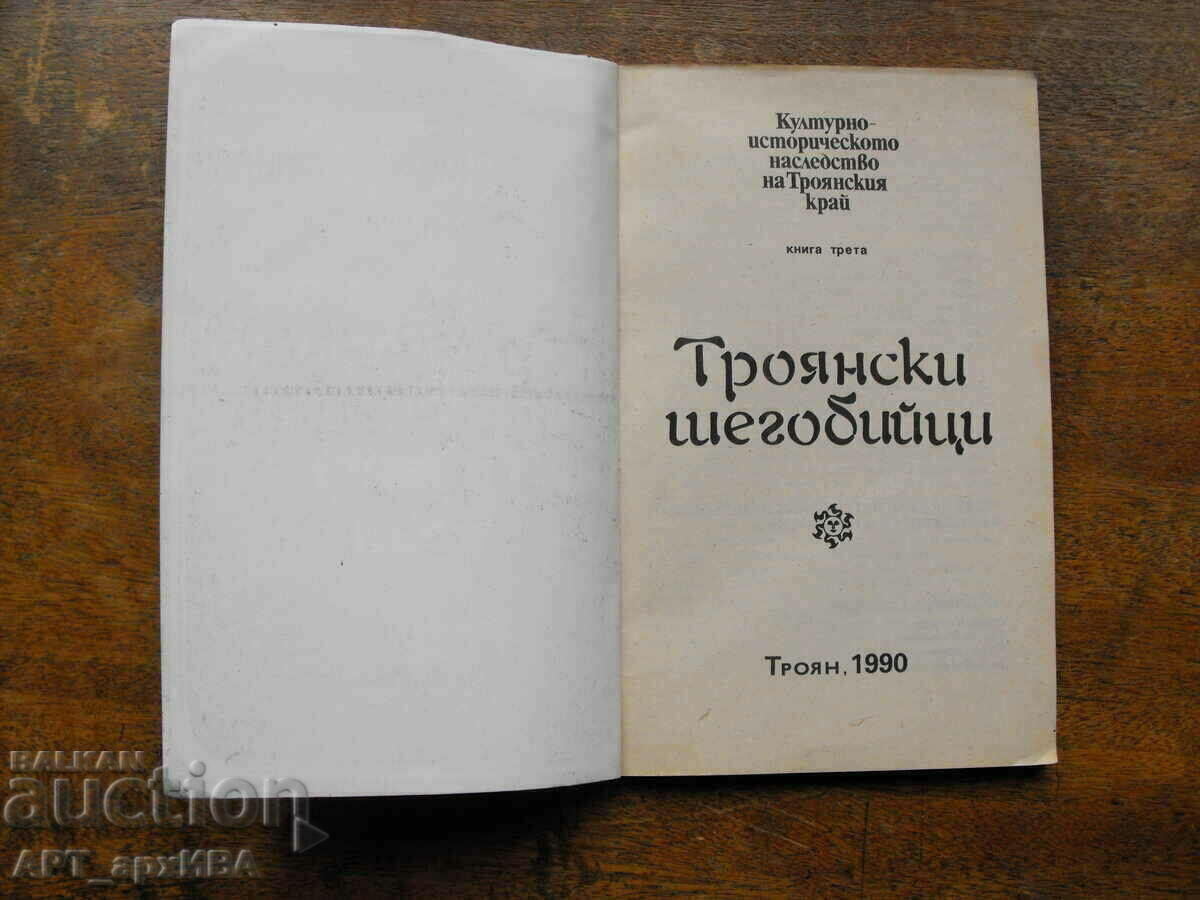 Културно-
историческото
наследство
на Троянския
край
книга трета
Троянски
шегобийци
Троян, 1990
BALKAN
auction
АРТ_архИВА